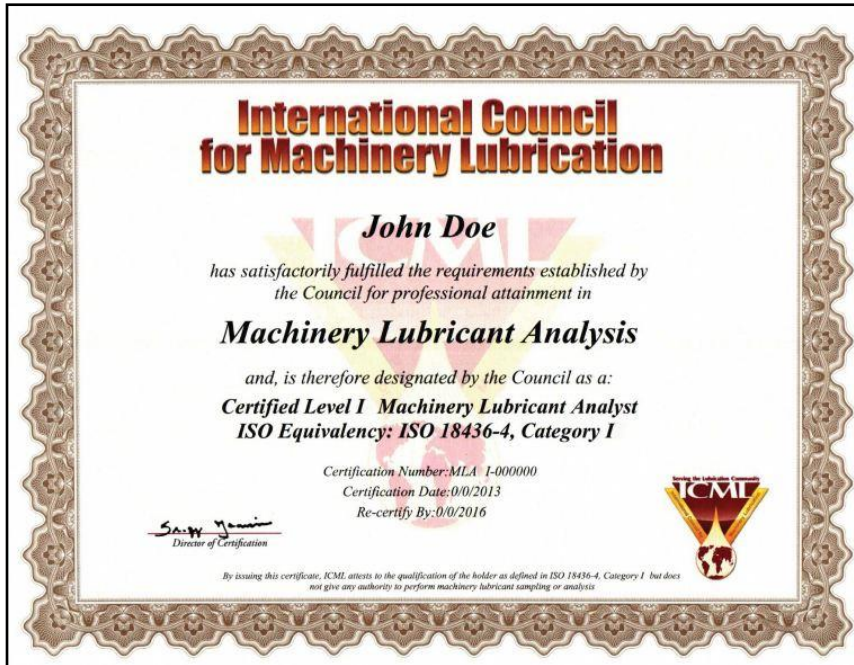 International Council
for Machinery Lubrication
John Doe
has satisfactorily fulfilled the requirements established by
the Council for professional attainment in
Machinery Lubricant Analysis
and, is therefore designated by the Council as a:
Certified Level I Machinery Lubricant Analyst
ISO Equivalency: ISO 18436-4, Category I
Certification Number:MLA I-000000
Certification Date:0/0/2013
Re-certify By:0/0/2016
Director of Certification
Serving the Lubrication Community
ICML
By issuing this certificate, ICML attests to the qualification of the holder as defined in ISO 18436-4, Category I but does
not give any authority to perform machinery lubricant sampling or analysis